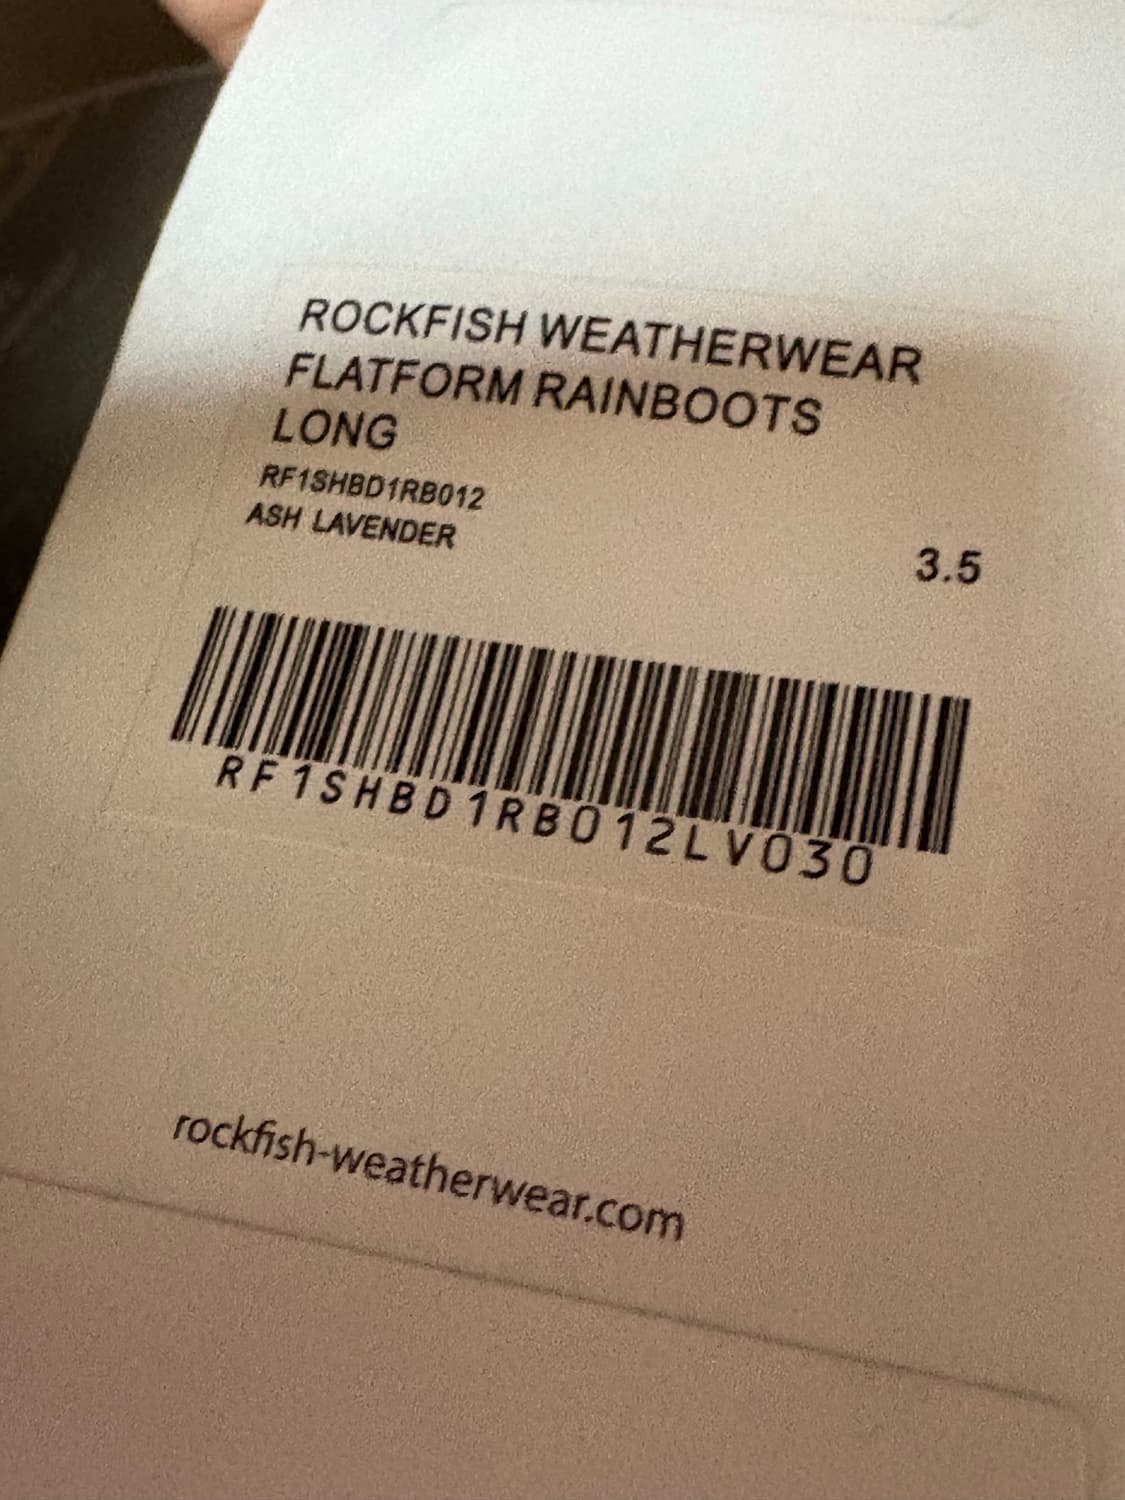 ROCKFISH WEATHERWEAR
FLATFORM RAINBOOTS
LONG
RF1SHBD1RB012
ASH LAVENDER
3.5
RF1SHBD1RB012LV030
rockfish-weatherwear.com